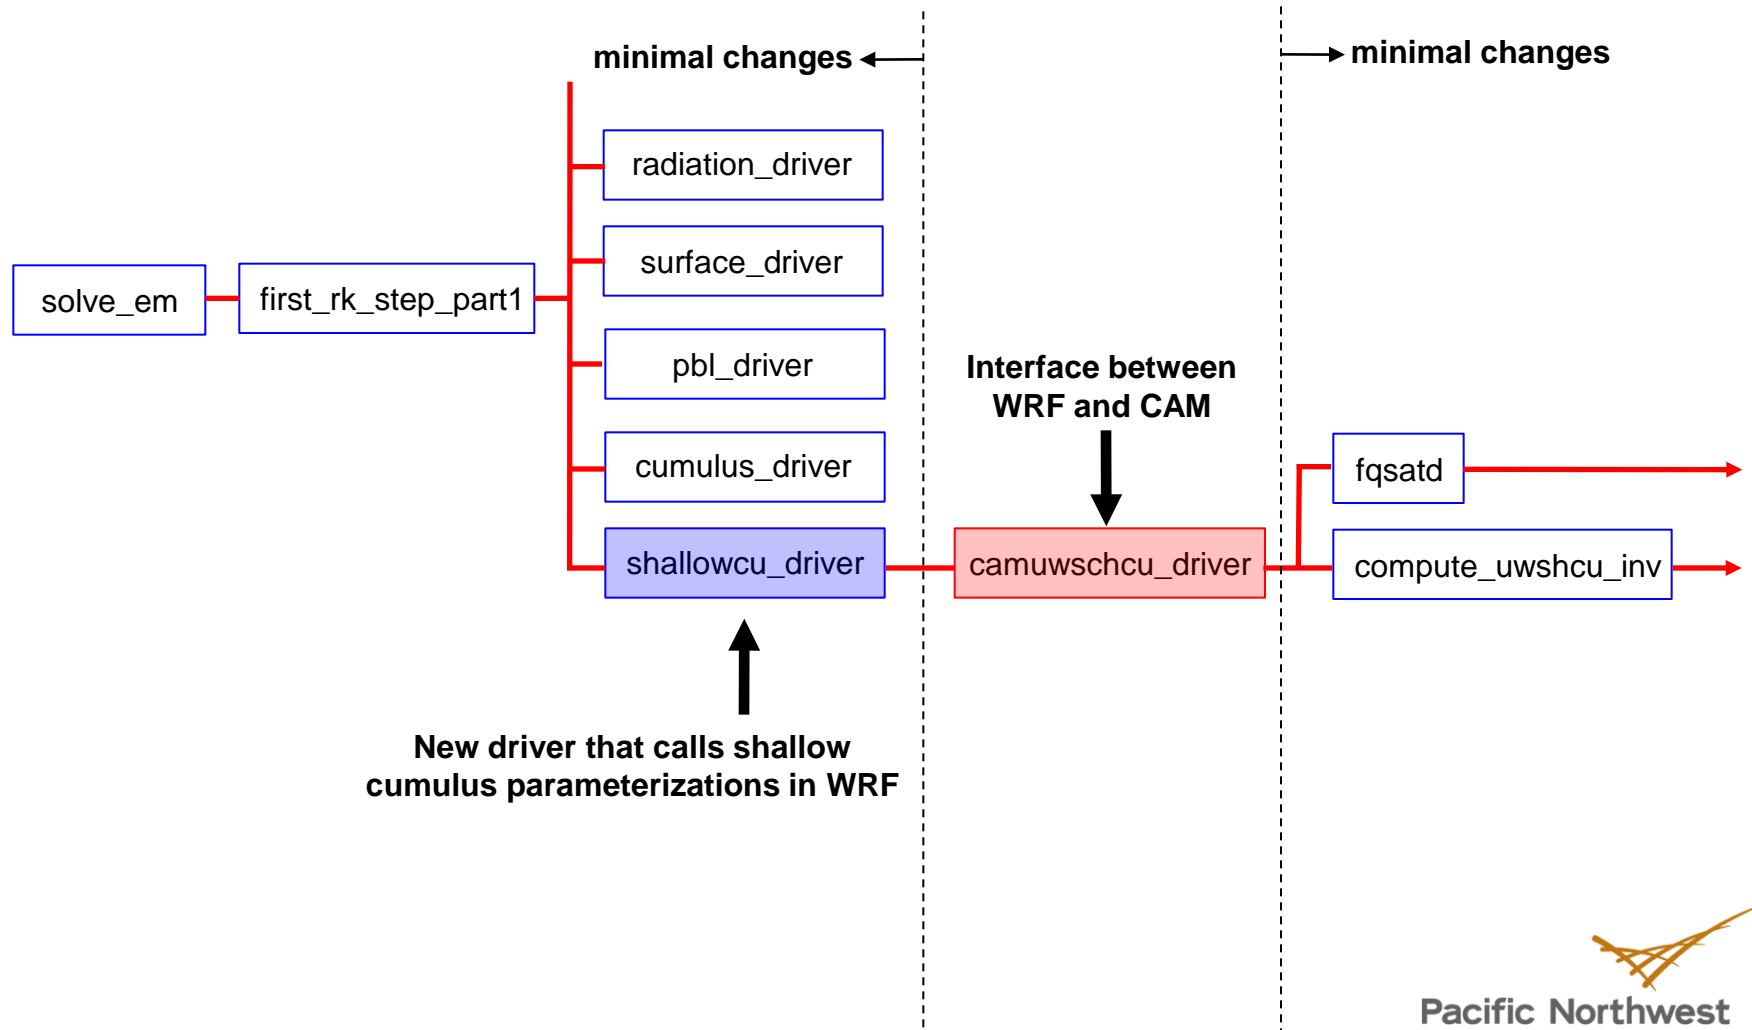 minimal changes
minimal changes
radiation_driver
surface_driver
solve_em
first_rk_step_part1
pbl_driver
cumulus_driver
shallowcu_driver
New driver that calls shallow
cumulus parameterizations in WRF
Interface between
WRF and CAM
camuwschcu_driver
fqsatd
compute_uwshcu_inv
Pacific Northwest